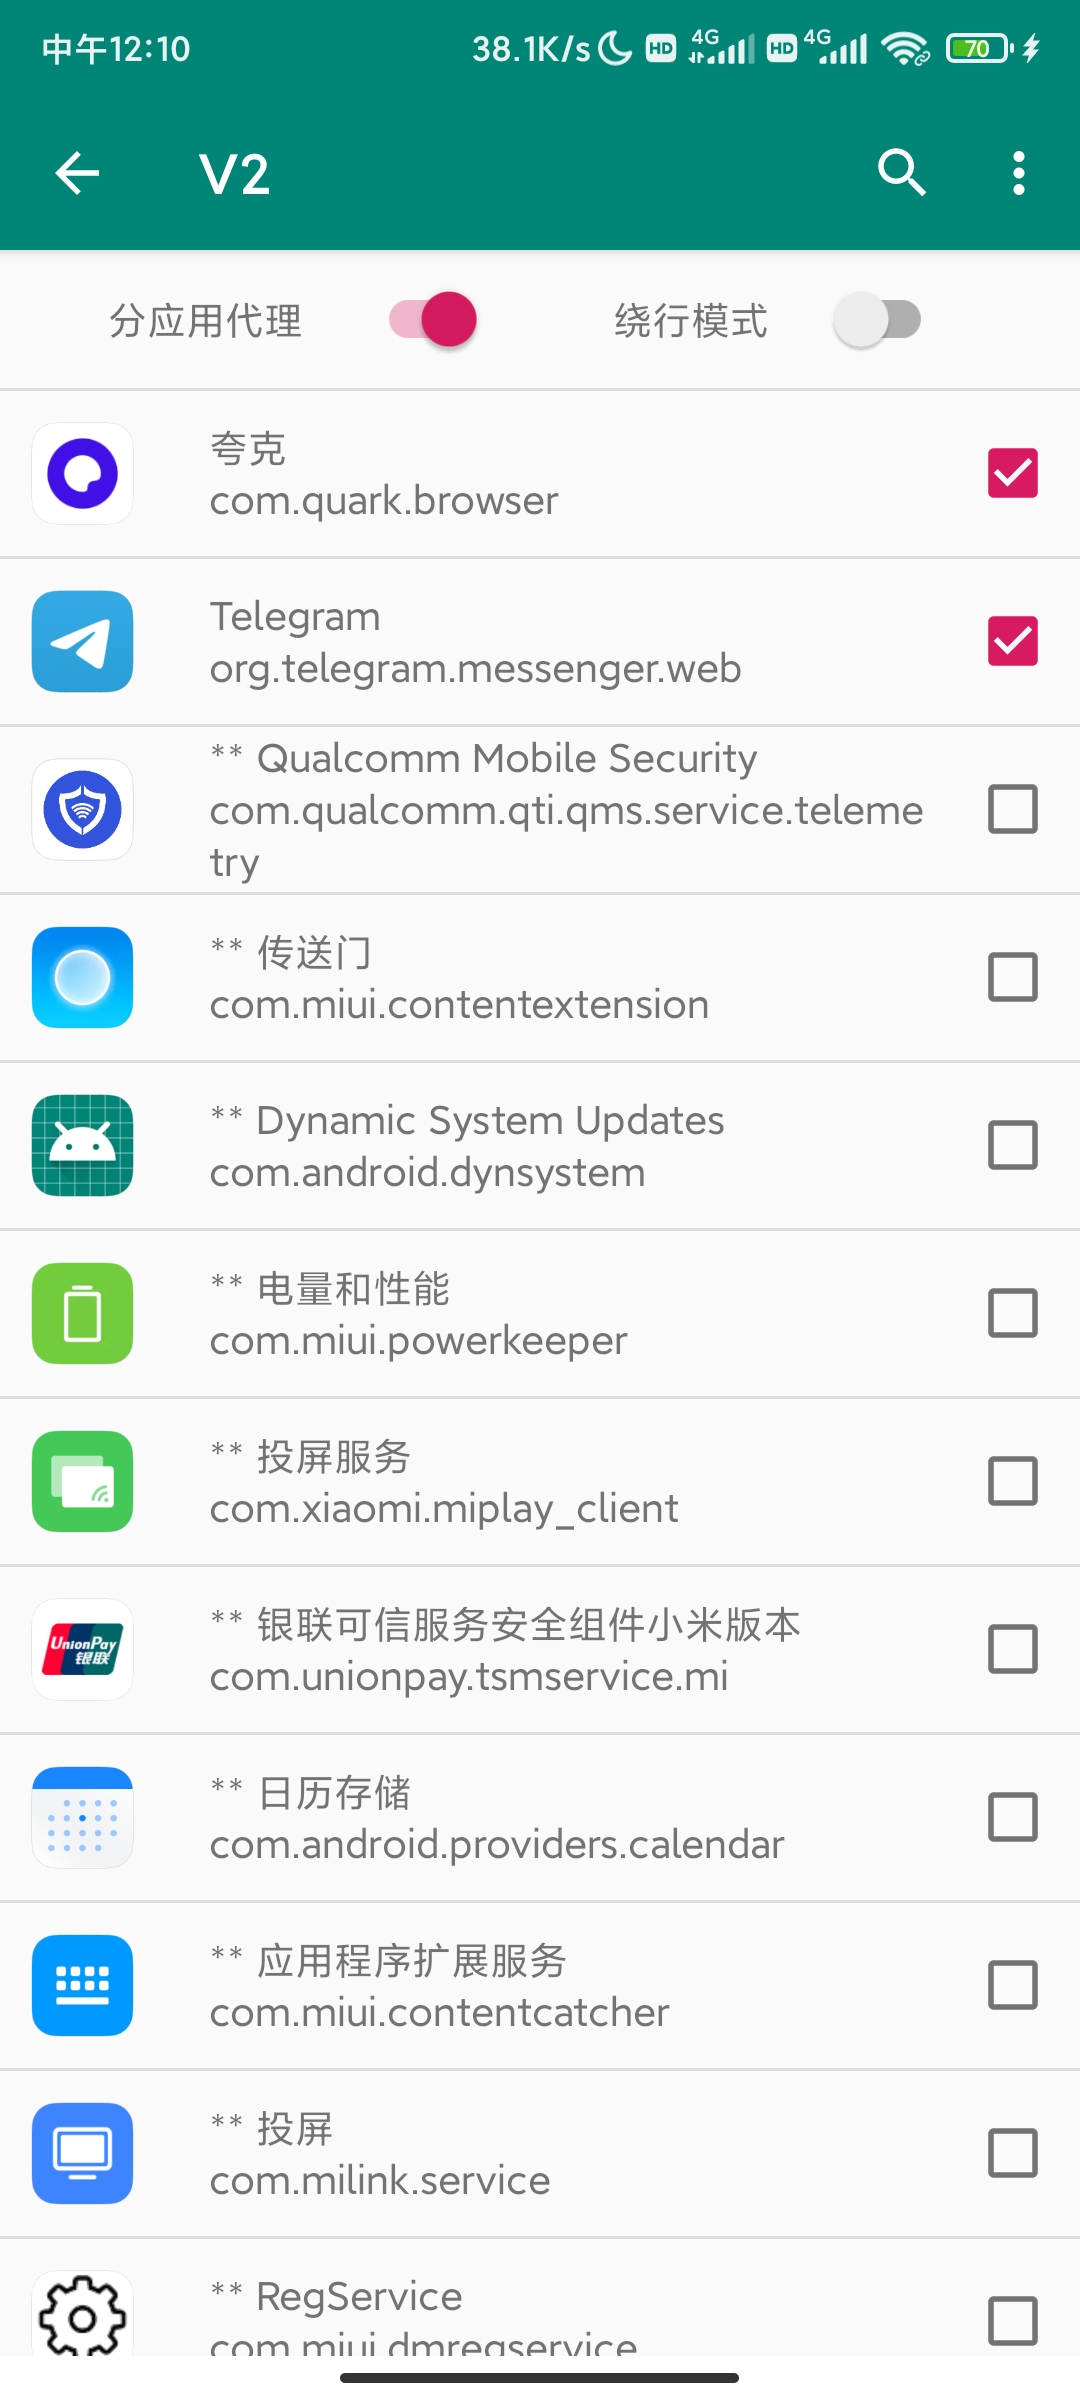 中午12:10
38.1K/s HD 4G HD 4G 70
V2
分应用代理 绕行模式
夸克
com.quark.browser
Telegram
org.telegram.messenger.web
** Qualcomm Mobile Security
com.qualcomm.qti.qms.service.teleme
try
** 传送门
com.miui.contentextension
** Dynamic System Updates
com.android.dynsystem
** 电量和性能
com.miui.powerkeeper
** 投屏服务
com.xiaomi.miplay_client
UnionPay
银联
** 银联可信服务安全组件小米版本
com.unionpay.tsmservice.mi
** 日历存储
com.android.providers.calendar
** 应用程序扩展服务
com.miui.contentcatcher
** 投屏
com.milink.service
** RegService
com.miui.dmregservice